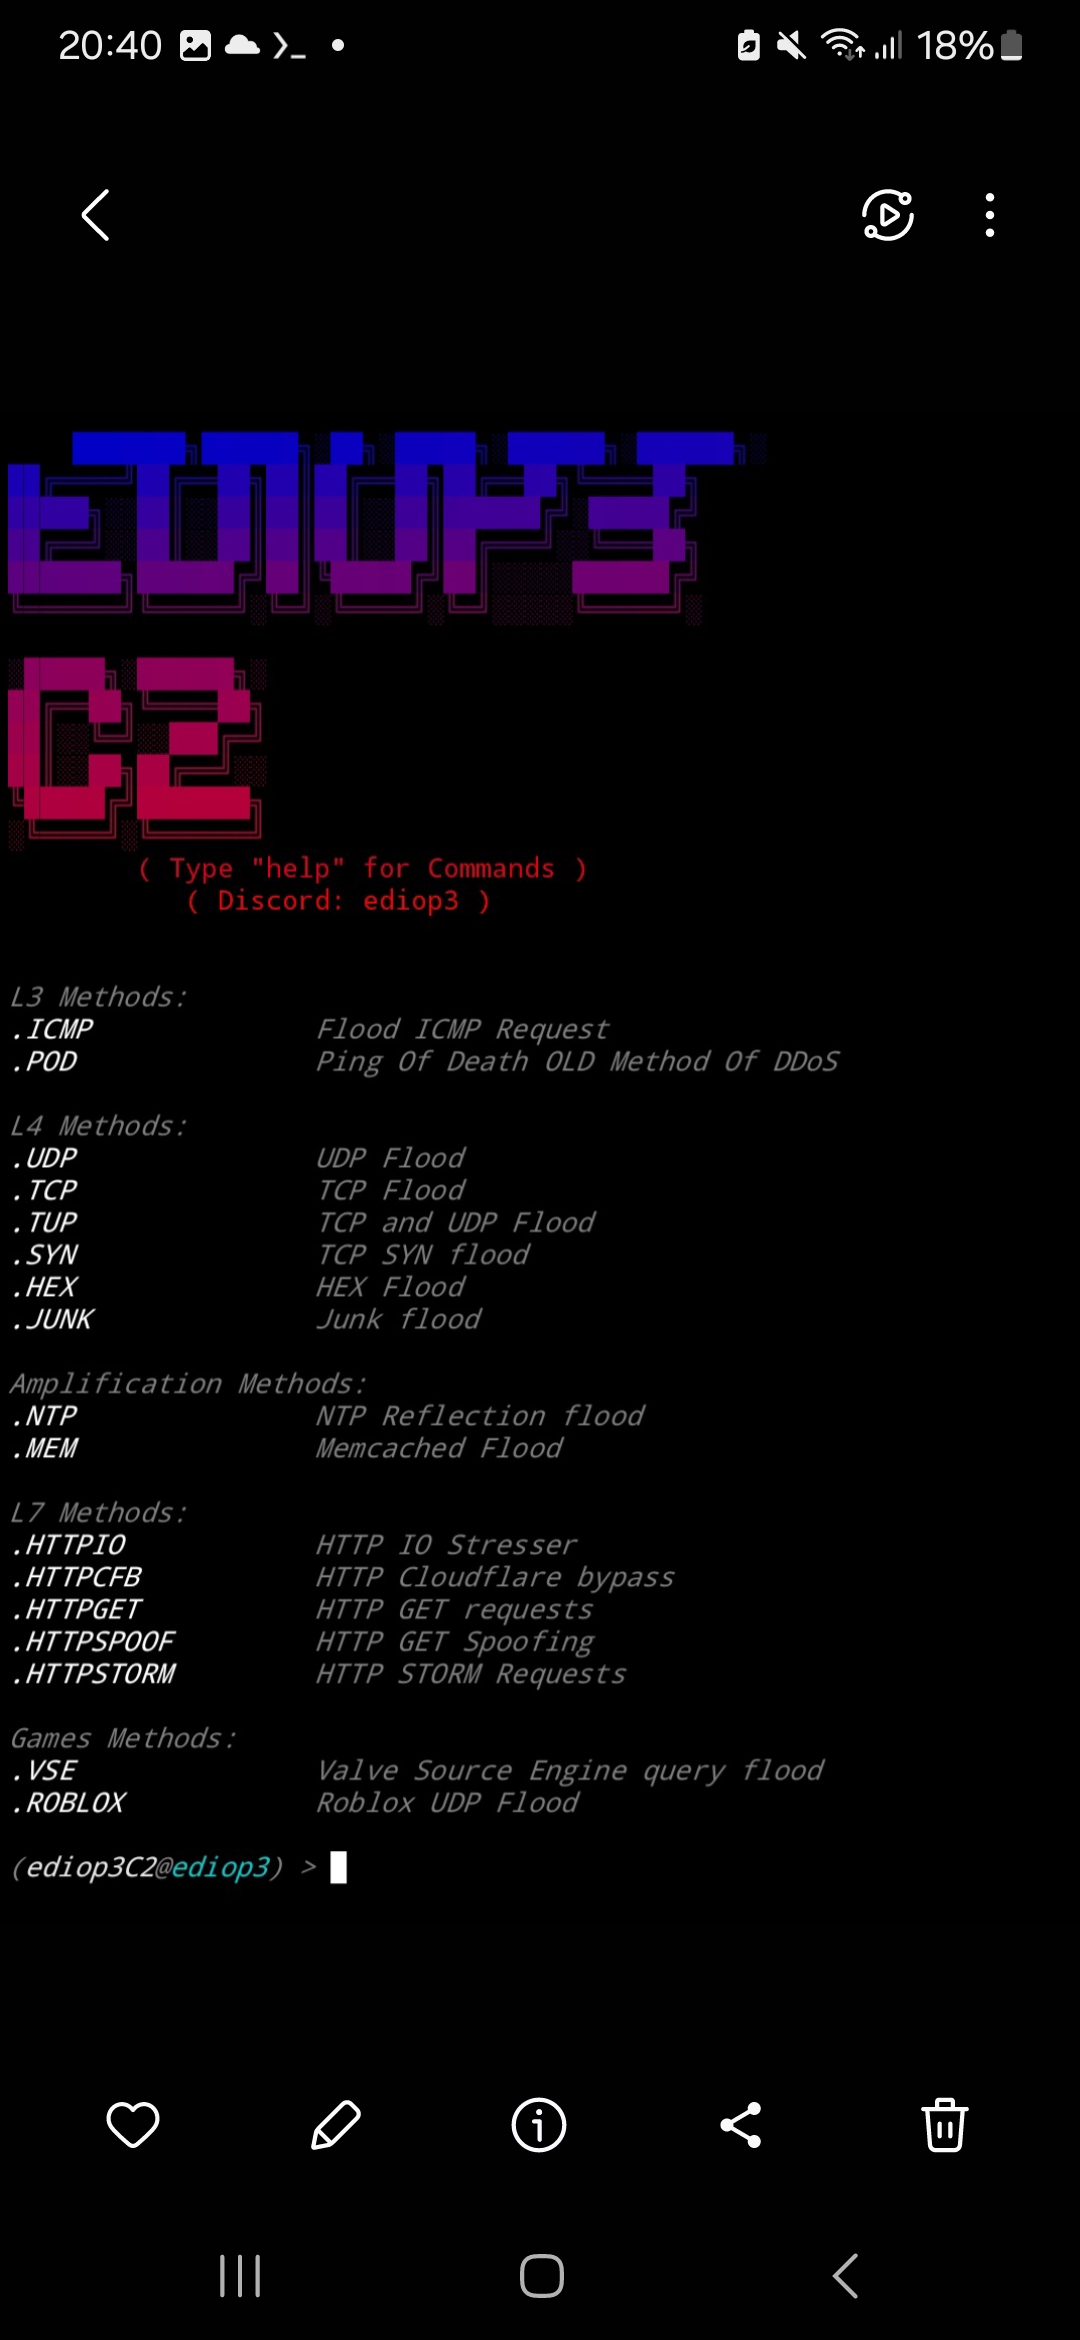 20:40 18%
EDIOP3
C2
( Type "help" for Commands )
( Discord: ediop3 )
L3 Methods:
.ICMP Flood ICMP Request
.POD Ping Of Death OLD Method Of DDoS
L4 Methods:
.UDP UDP Flood
.TCP TCP Flood
.TUP TCP and UDP Flood
.SYN TCP SYN flood
.HEX HEX Flood
.JUNK Junk flood
Amplification Methods:
.NTP NTP Reflection flood
.MEM Memcached Flood
L7 Methods:
.HTTPIO HTTP IO Stresser
.HTTPCFB HTTP Cloudflare bypass
.HTTPGET HTTP GET requests
.HTTPSPOOF HTTP GET Spoofing
.HTTPSTORM HTTP STORM Requests
Games Methods:
.VSE Valve Source Engine query flood
.ROBLOX Roblox UDP Flood
(ediop3C2@ediop3) >